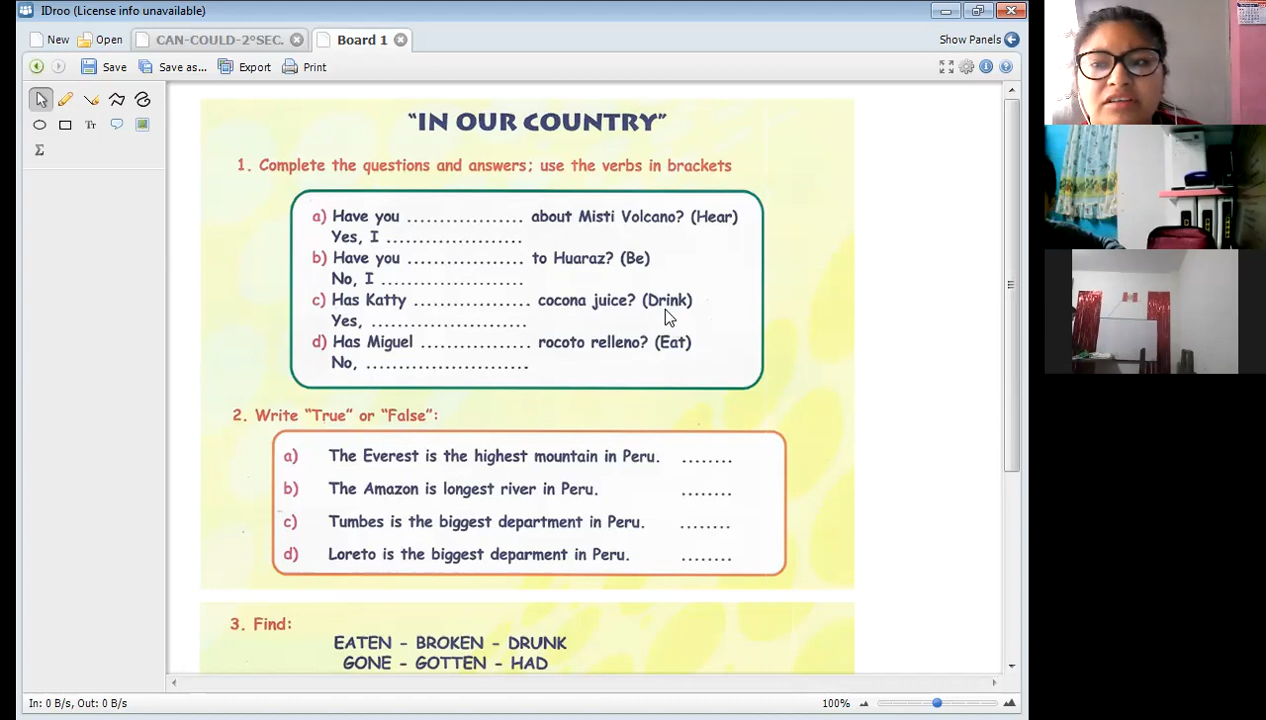 IDroo (License info unavailable)
New Open CAN-COULD-2°SEC. Board 1 Show Panels
Save Save as... Export Print
Tr
Σ
"IN OUR COUNTRY"
1. Complete the questions and answers; use the verbs in brackets
a) Have you .................. about Misti Volcano? (Hear)
Yes, I .....................
b) Have you .................. to Huaraz? (Be)
No, I ......................
c) Has Katty .................. cocona juice? (Drink)
Yes, ........................
d) Has Miguel ................. rocoto relleno? (Eat)
No, .........................
2. Write "True" or "False":
a) The Everest is the highest mountain in Peru. ........
b) The Amazon is longest river in Peru. ........
c) Tumbes is the biggest department in Peru. ........
d) Loreto is the biggest deparment in Peru. ........
3. Find:
EATEN - BROKEN - DRUNK
GONE - GOTTEN - HAD
In: 0 B/s, Out: 0 B/s 100%